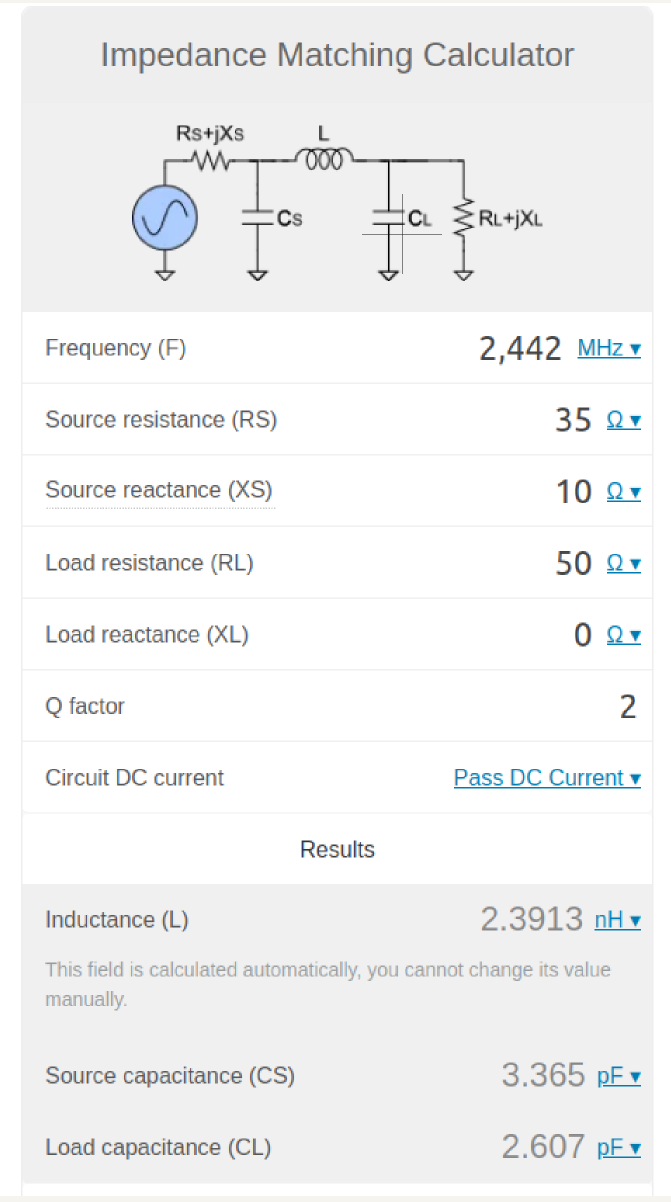 Impedance Matching Calculator
Rs+jXs L
Cs CL RL+jXL
Frequency (F) 2,442 MHz ▾
Source resistance (RS) 35 Ω ▾
Source reactance (XS) 10 Ω ▾
Load resistance (RL) 50 Ω ▾
Load reactance (XL) 0 Ω ▾
Q factor 2
Circuit DC current Pass DC Current ▾
Results
Inductance (L) 2.3913 nH ▾
This field is calculated automatically, you cannot change its value
manually.
Source capacitance (CS) 3.365 pF ▾
Load capacitance (CL) 2.607 pF ▾